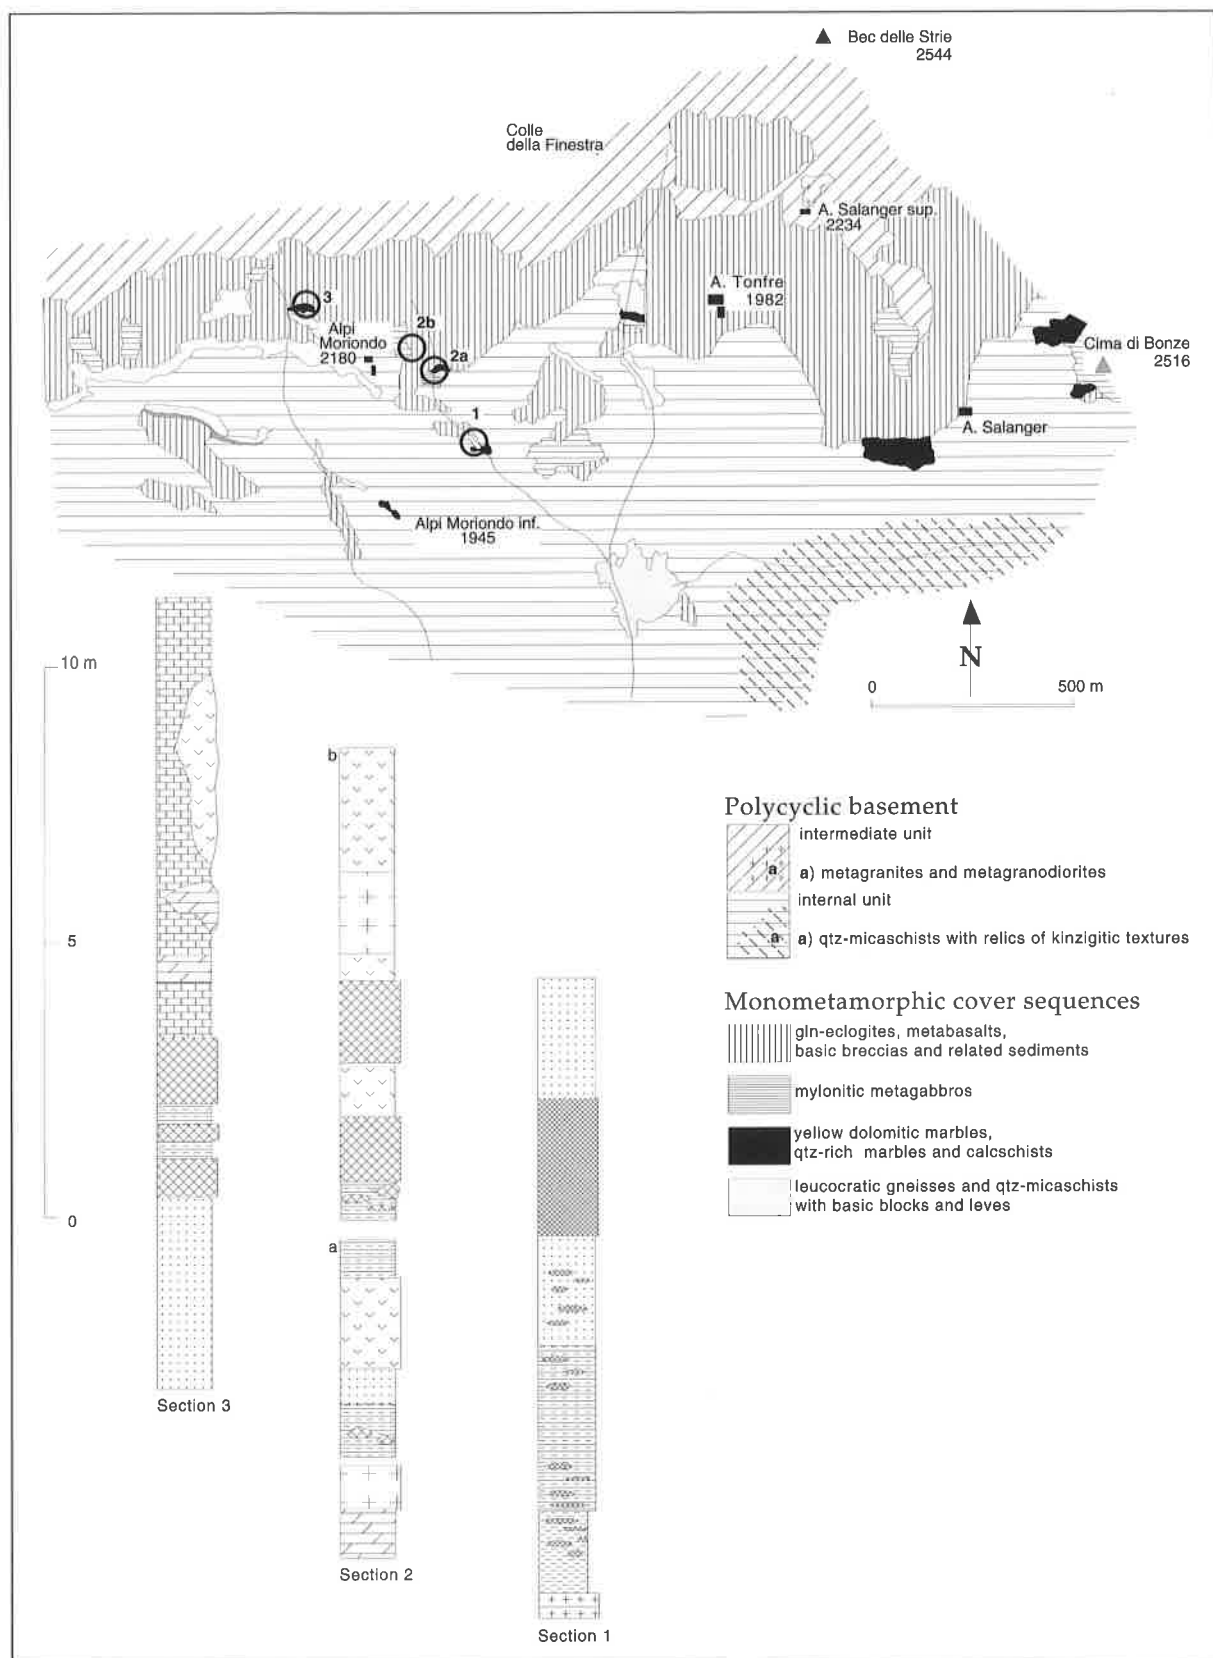 Bec delle Strie
2544
Colle
della Finestra
A. Salanger sup.
2234
A. Tonfre
1982
3
Alpi
Moriondo
2180
2b
2a
Cima di Bonze
2516
1
A. Salanger
Alpi Moriondo inf.
1945
10 m
N
0 500 m
b
Polycyclic basement
intermediate unit
a a) metagranites and metagranodiorites
internal unit
a a) qtz-micaschists with relics of kinzigitic textures
5
Monometamorphic cover sequences
gln-eclogites, metabasalts,
basic breccias and related sediments
mylonitic metagabbros
yellow dolomitic marbles,
qtz-rich marbles and calcschists
leucocratic gneisses and qtz-micaschists
with basic blocks and leves
0
a
Section 3
Section 2
Section 1